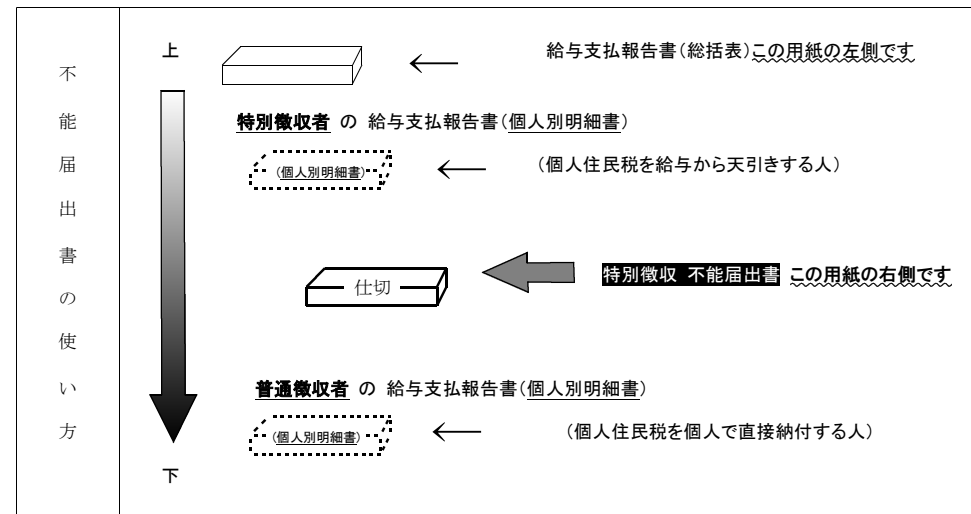 不能届出書の使い方
上
給与支払報告書(総括表)この用紙の左側です
特別徴収者 の 給与支払報告書(個人別明細書)
(個人別明細書)
(個人住民税を給与から天引きする人)
仕切
特別徴収 不能届出書 この用紙の右側です
普通徴収者 の 給与支払報告書(個人別明細書)
(個人別明細書)
(個人住民税を個人で直接納付する人)
下